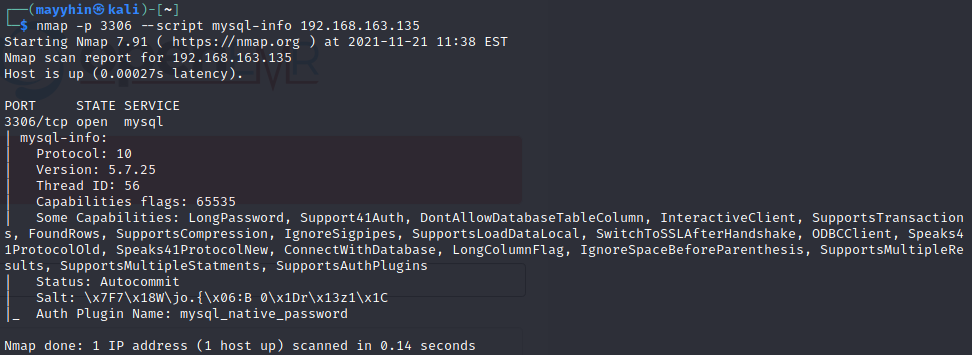 ┌──(mayyhin㉿kali)-[~]
└─$ nmap -p 3306 --script mysql-info 192.168.163.135
Starting Nmap 7.91 ( https://nmap.org ) at 2021-11-21 11:38 EST
Nmap scan report for 192.168.163.135
Host is up (0.00027s latency).

PORT     STATE SERVICE
3306/tcp open  mysql
| mysql-info:
|   Protocol: 10
|   Version: 5.7.25
|   Thread ID: 56
|   Capabilities flags: 65535
|   Some Capabilities: LongPassword, Support41Auth, DontAllowDatabaseTableColumn, InteractiveClient, SupportsTransaction
s, FoundRows, SupportsCompression, IgnoreSigpipes, SupportsLoadDataLocal, SwitchToSSLAfterHandshake, ODBCClient, Speaks4
1ProtocolOld, Speaks41ProtocolNew, ConnectWithDatabase, LongColumnFlag, IgnoreSpaceBeforeParenthesis, SupportsMultipleRe
sults, SupportsMultipleStatments, SupportsAuthPlugins
|   Status: Autocommit
|   Salt: \x7F7\x18W\jo.{\x06:B 0\x1Dr\x13z1\x1C
|_  Auth Plugin Name: mysql_native_password

Nmap done: 1 IP address (1 host up) scanned in 0.14 seconds